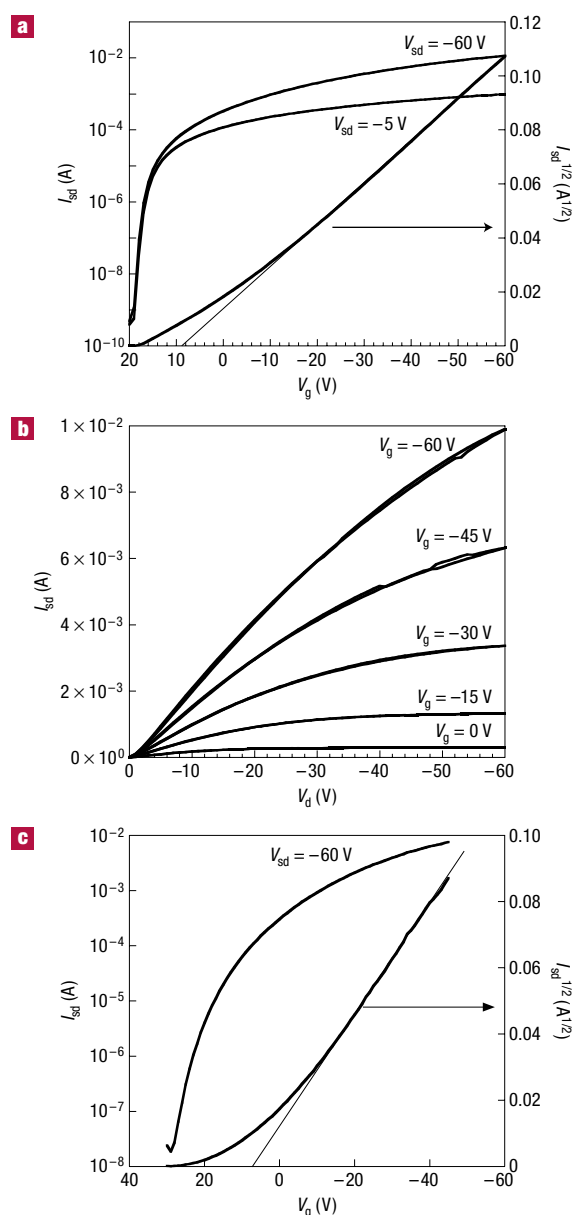 a
V_sd = −60 V
V_sd = −5 V
10^−2
10^−4
10^−6
10^−8
10^−10
I_sd (A)
0.12
0.10
0.08
0.06
0.04
0.02
0
I_sd^1/2 (A^1/2)
20 10 0 −10 −20 −30 −40 −50 −60
V_g (V)
b
1 × 10^−2
8 × 10^−3
6 × 10^−3
4 × 10^−3
2 × 10^−3
0 × 10^0
I_sd (A)
V_g = −60 V
V_g = −45 V
V_g = −30 V
V_g = −15 V
V_g = 0 V
0 -10 −20 −30 −40 −50 −60
V_d (V)
c
V_sd = −60 V
10^−2
10^−3
10^−4
10^−5
10^−6
10^−7
10^−8
I_sd (A)
0.10
0.08
0.06
0.04
0.02
0
I_sd^1/2 (A^1/2)
40 20 0 −20 −40 −60
V_g (V)